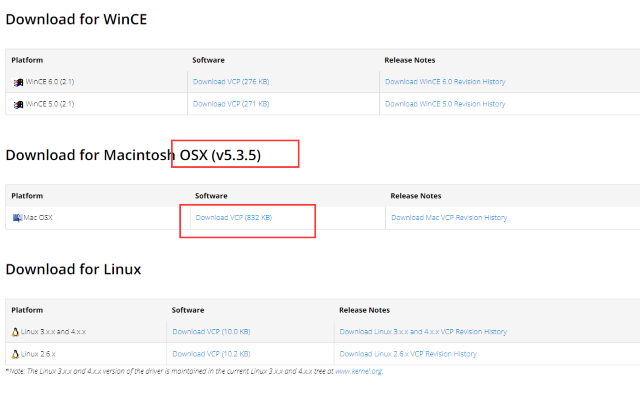 Download for WinCE
Platform Software Release Notes
WinCE 6.0 (2.1) Download VCP (276 KB) Download WinCE 6.0 Revision History
WinCE 5.0 (2.1) Download VCP (271 KB) Download WinCE 5.0 Revision History
Download for Macintosh OSX (v5.3.5)
Platform Software Release Notes
Mac OSX Download VCP (832 KB) Download Mac VCP Revision History
Download for Linux
Platform Software Release Notes
Linux 3.x.x and 4.x.x Download VCP (10.0 KB) Download Linux 3.x.x and 4.x.x VCP Revision History
Linux 2.6.x Download VCP (10.2 KB) Download Linux 2.6.x VCP Revision History
*Note: The Linux 3.x.x and 4.x.x version of the driver is maintained in the current Linux 3.x.x and 4.x.x tree at www.kernel.org.